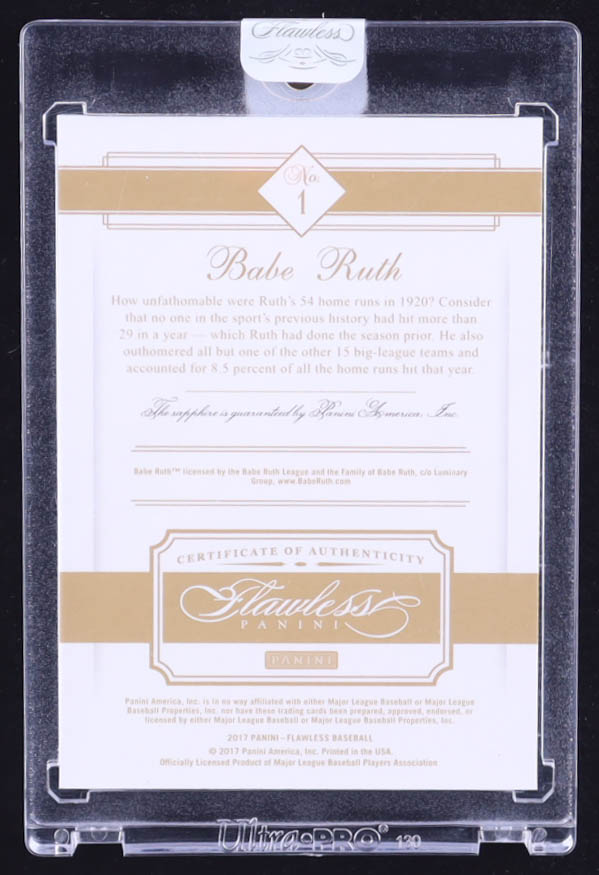 Flawless
No.
1
Babe Ruth
How unfathomable were Ruth's 54 home runs in 1920? Consider
that no one in the sport's previous history had hit more than
29 in a year — which Ruth had done the season prior. He also
outhomered all but one of the other 15 big-league teams and
accounted for 8.5 percent of all the home runs hit that year.
The sapphire is guaranteed by Panini America, Inc.
Babe Ruth™ licensed by the Babe Ruth League and the Family of Babe Ruth, c/o Luminary
Group, www.BabeRuth.com
CERTIFICATE OF AUTHENTICITY
Flawless
PANINI
PANINI
Panini America, Inc. is in no way affiliated with either Major League Baseball or Major League
Baseball Properties, Inc. nor have these trading cards been prepared, approved, endorsed, or
licensed by either Major League Baseball or Major League Baseball Properties, Inc.
2017 PANINI – FLAWLESS BASEBALL
© 2017 Panini America, Inc. Printed in the USA.
Officially Licensed Product of Major League Baseball Players Association
Ultra•PRO® 130